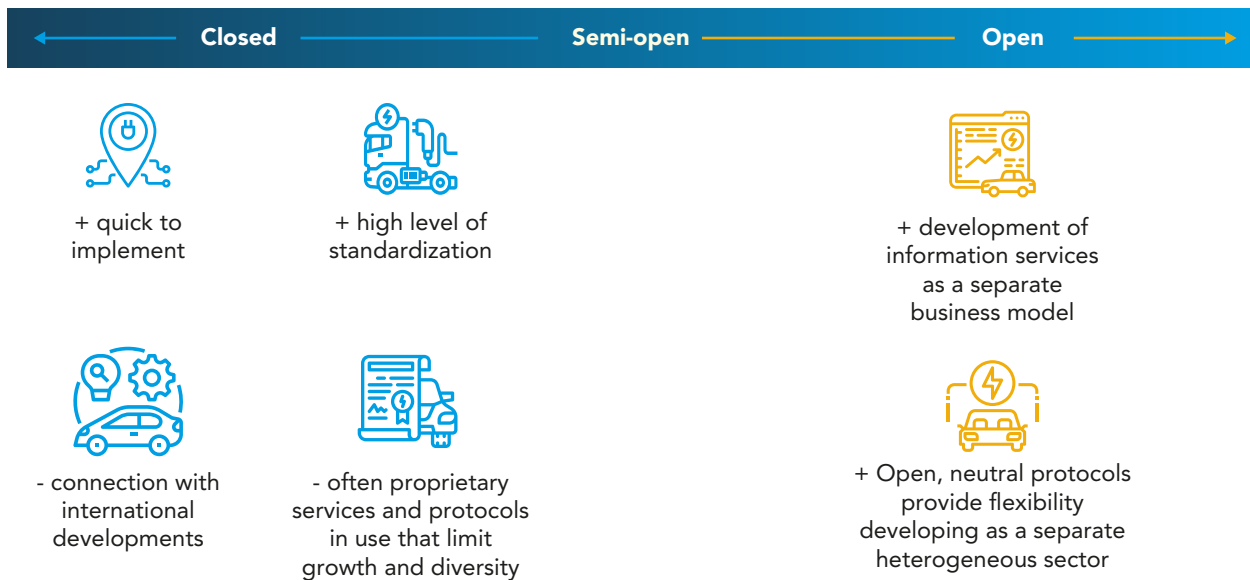 Closed
Semi-open
Open
+ quick to
implement
+ high level of
standardization
+ development of
information services
as a separate
business model
- connection with
international
developments
- often proprietary
services and protocols
in use that limit
growth and diversity
+ Open, neutral protocols
provide flexibility
developing as a separate
heterogeneous sector